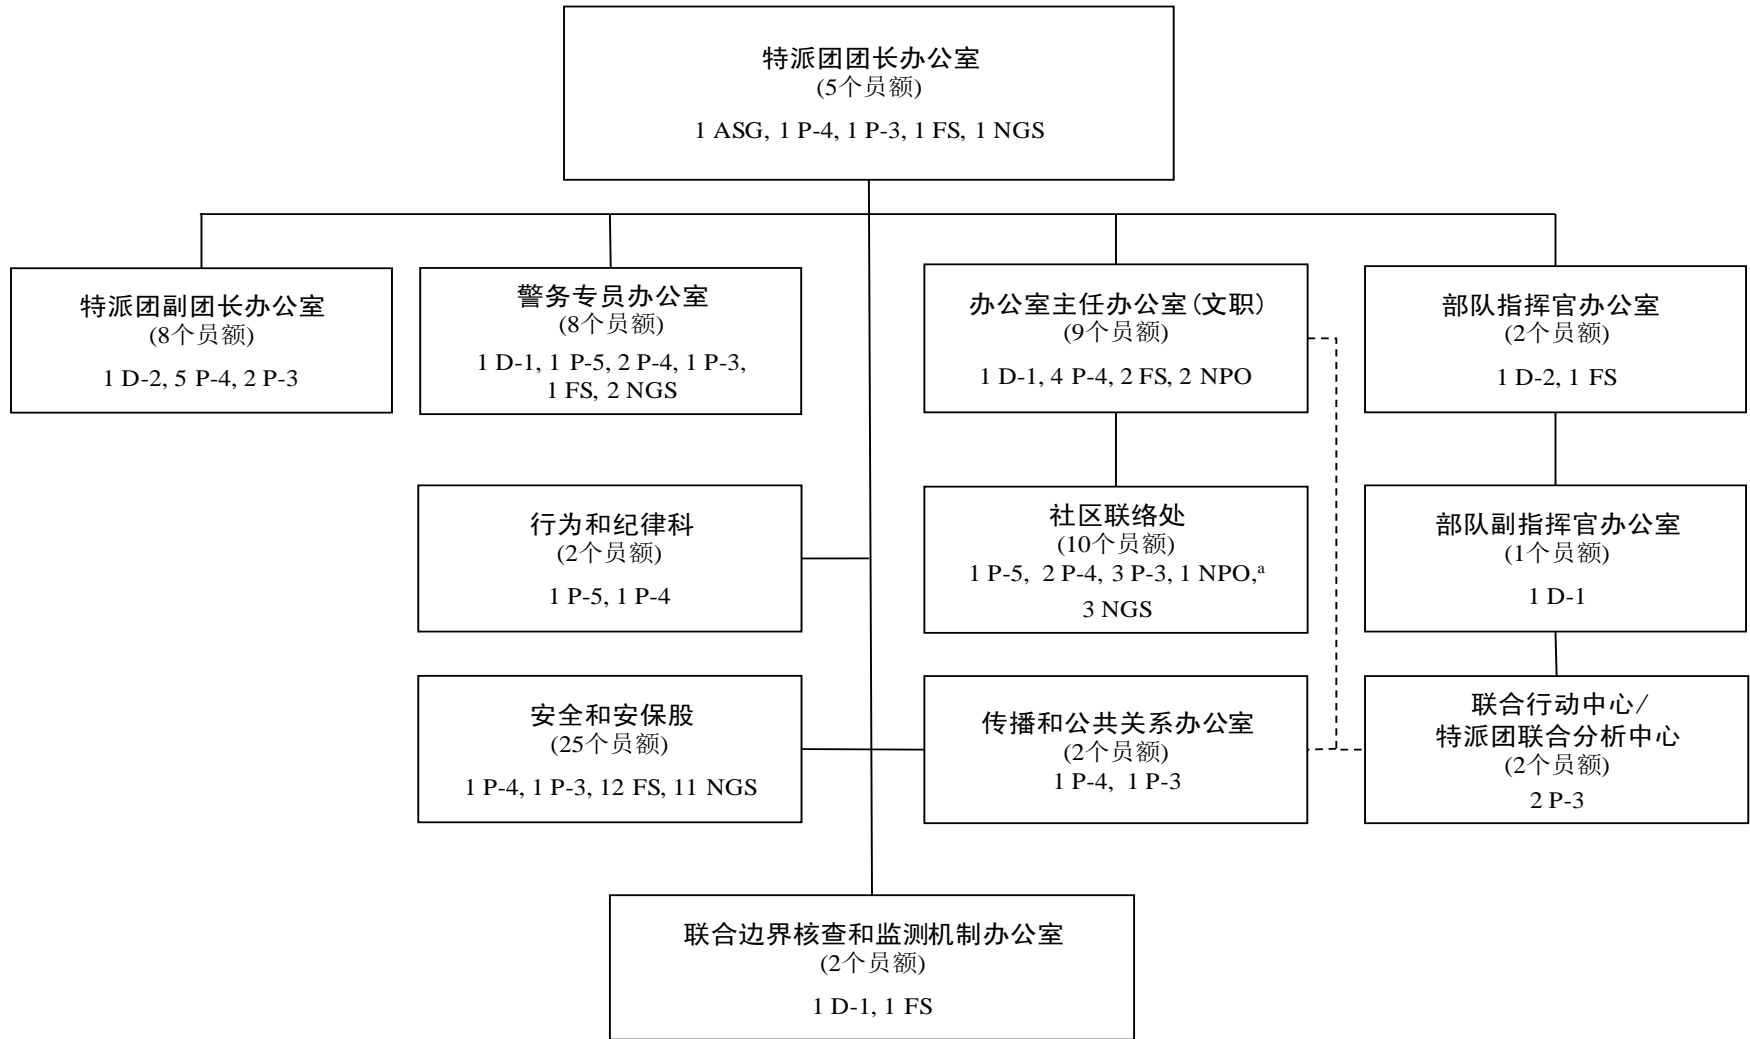 特派团团长办公室
(5个员额)
1 ASG, 1 P-4, 1 P-3, 1 FS, 1 NGS
特派团副团长办公室
(8个员额)
1 D-2, 5 P-4, 2 P-3
警务专员办公室
(8个员额)
1 D-1, 1 P-5, 2 P-4, 1 P-3,
1 FS, 2 NGS
办公室主任办公室(文职)
(9个员额)
1 D-1, 4 P-4, 2 FS, 2 NPO
部队指挥官办公室
(2个员额)
1 D-2, 1 FS
行为和纪律科
(2个员额)
1 P-5, 1 P-4
社区联络处
(10个员额)
1 P-5, 2 P-4, 3 P-3, 1 NPO,ᵃ
3 NGS
部队副指挥官办公室
(1个员额)
1 D-1
安全和安保股
(25个员额)
1 P-4, 1 P-3, 12 FS, 11 NGS
传播和公共关系办公室
(2个员额)
1 P-4, 1 P-3
联合行动中心/
特派团联合分析中心
(2个员额)
2 P-3
联合边界核查和监测机制办公室
(2个员额)
1 D-1, 1 FS